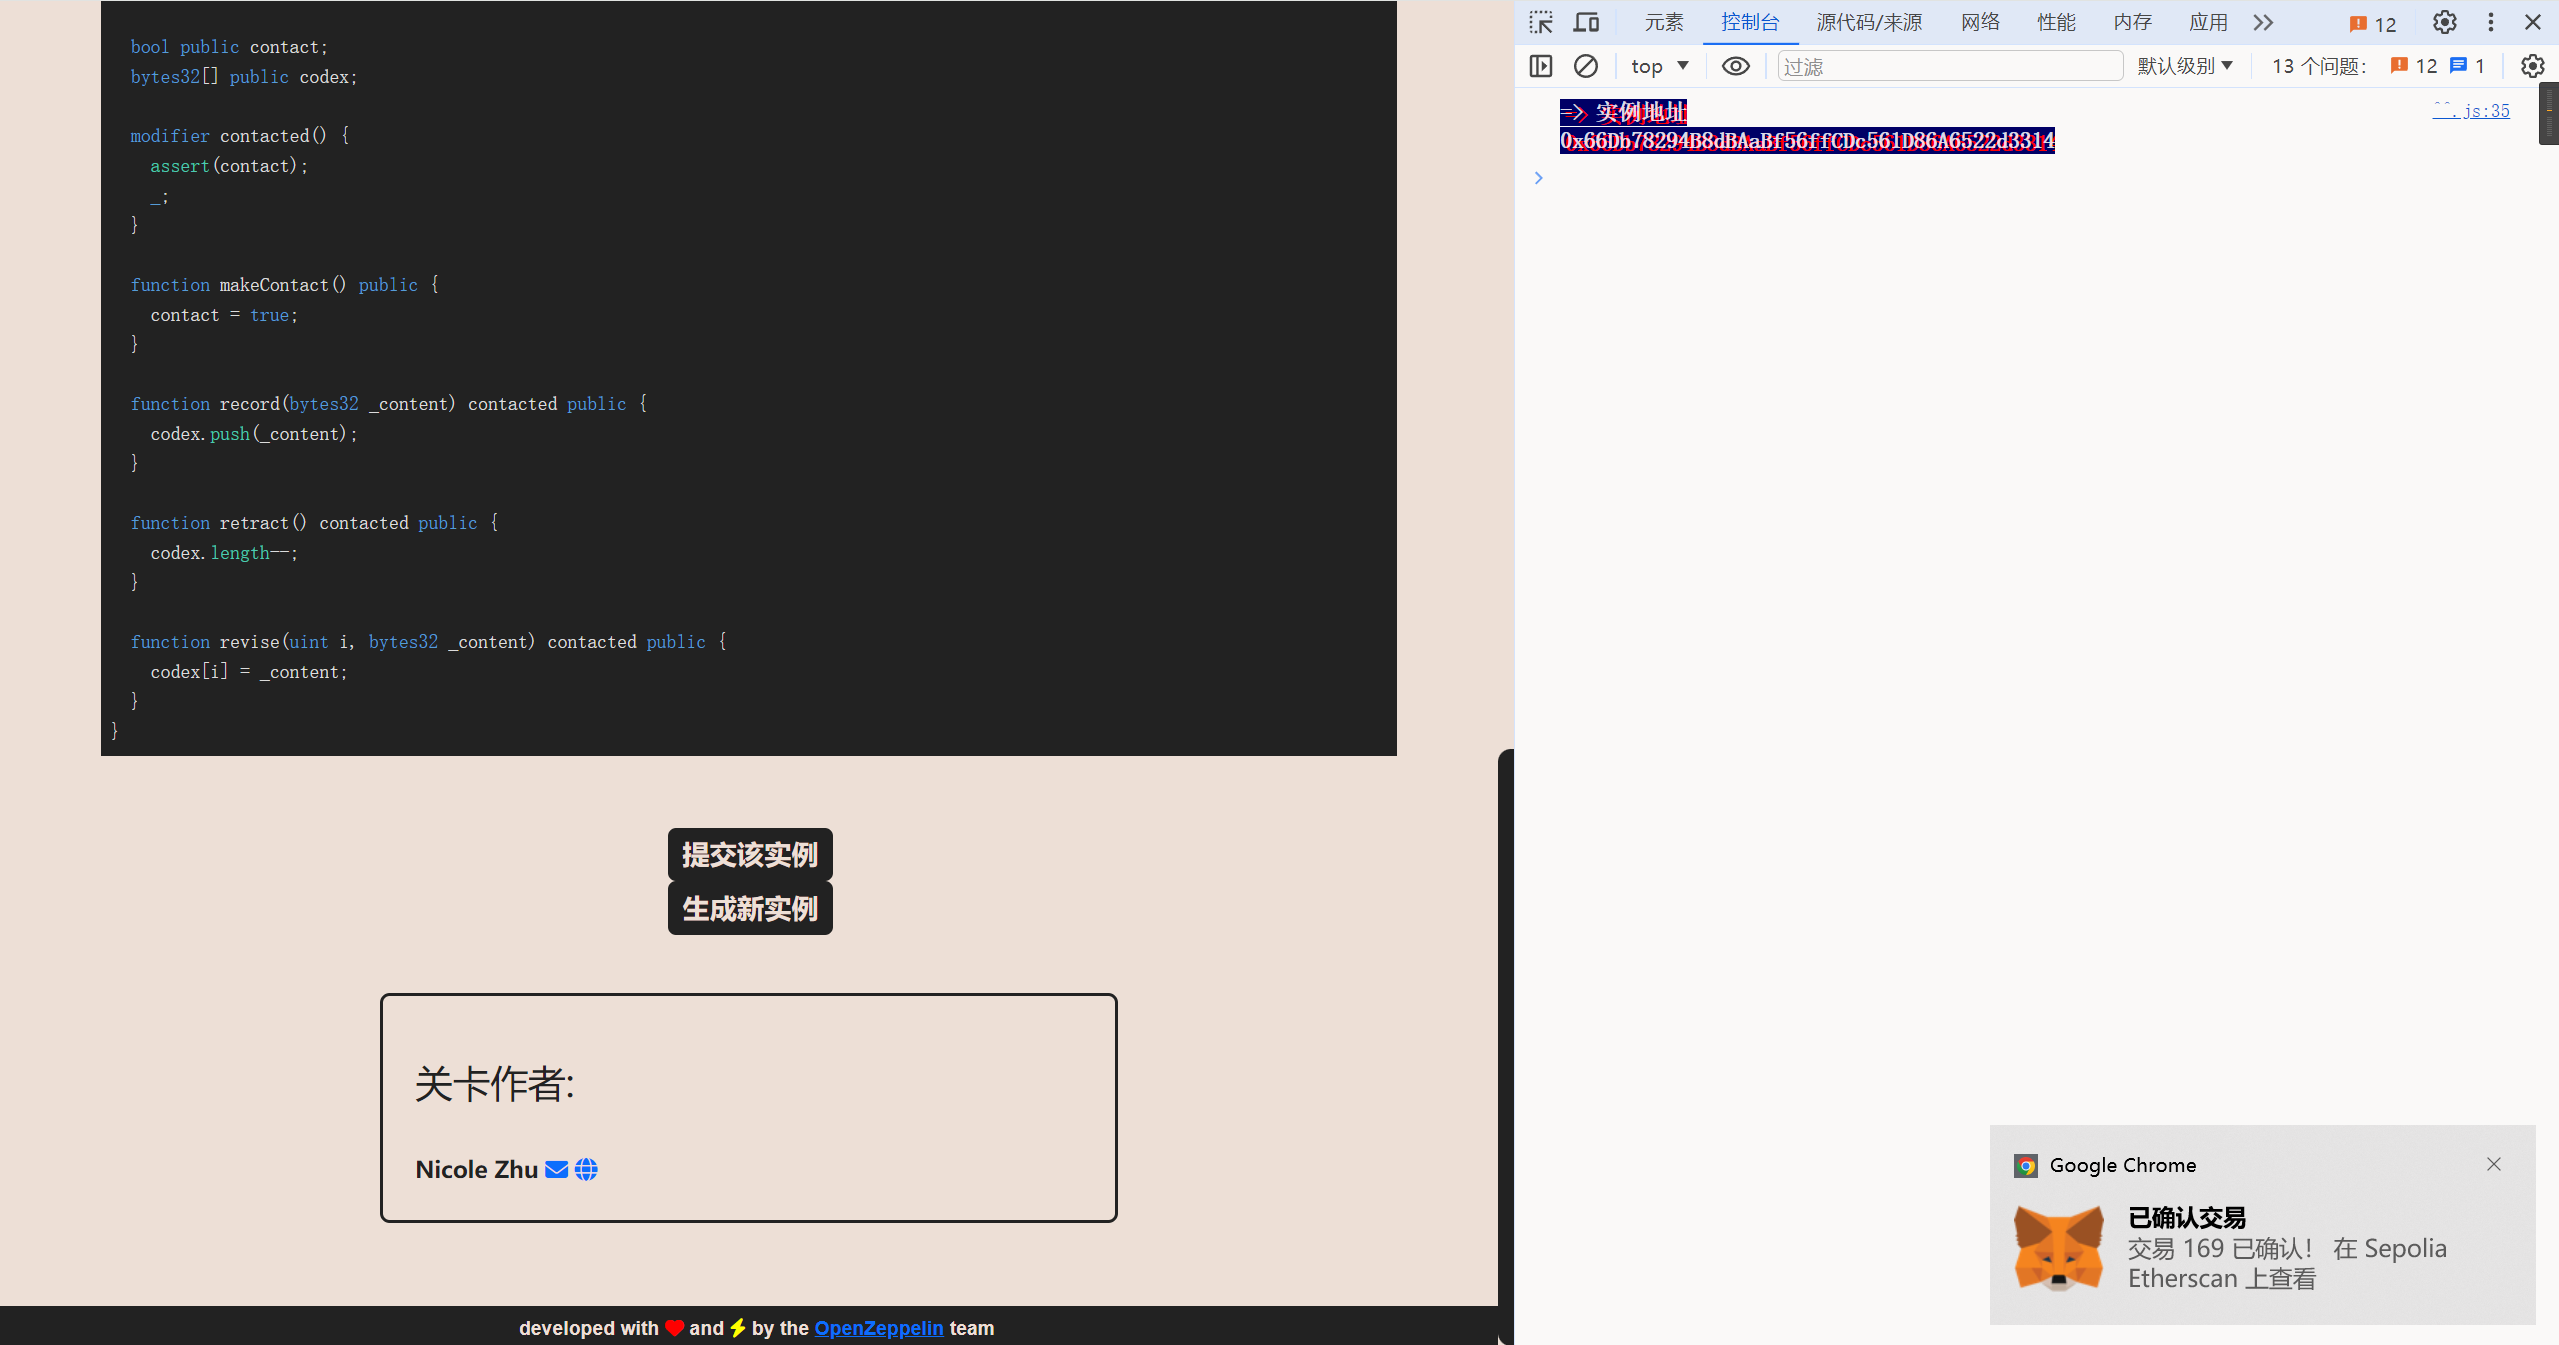 bool public contact;
bytes32[] public codex;
modifier contacted() {
assert(contact);
_;
}
function makeContact() public {
contact = true;
}
function record(bytes32 _content) contacted public {
codex.push(_content);
}
function retract() contacted public {
codex.length--;
}
function revise(uint i, bytes32 _content) contacted public {
codex[i] = _content;
}
}
提交该实例
生成新实例
关卡作者:
Nicole Zhu
developed with and by the OpenZeppelin team
元素 控制台 源代码/来源 网络 性能 内存 应用 12
top 过滤 默认级别 13 个问题: 12 1
=> 实例地址
^^.js:35
0x66Db78294B8dBAaBf56ffCDc561D86A6522d3314
Google Chrome
已确认交易
交易 169 已确认! 在 Sepolia
Etherscan 上查看